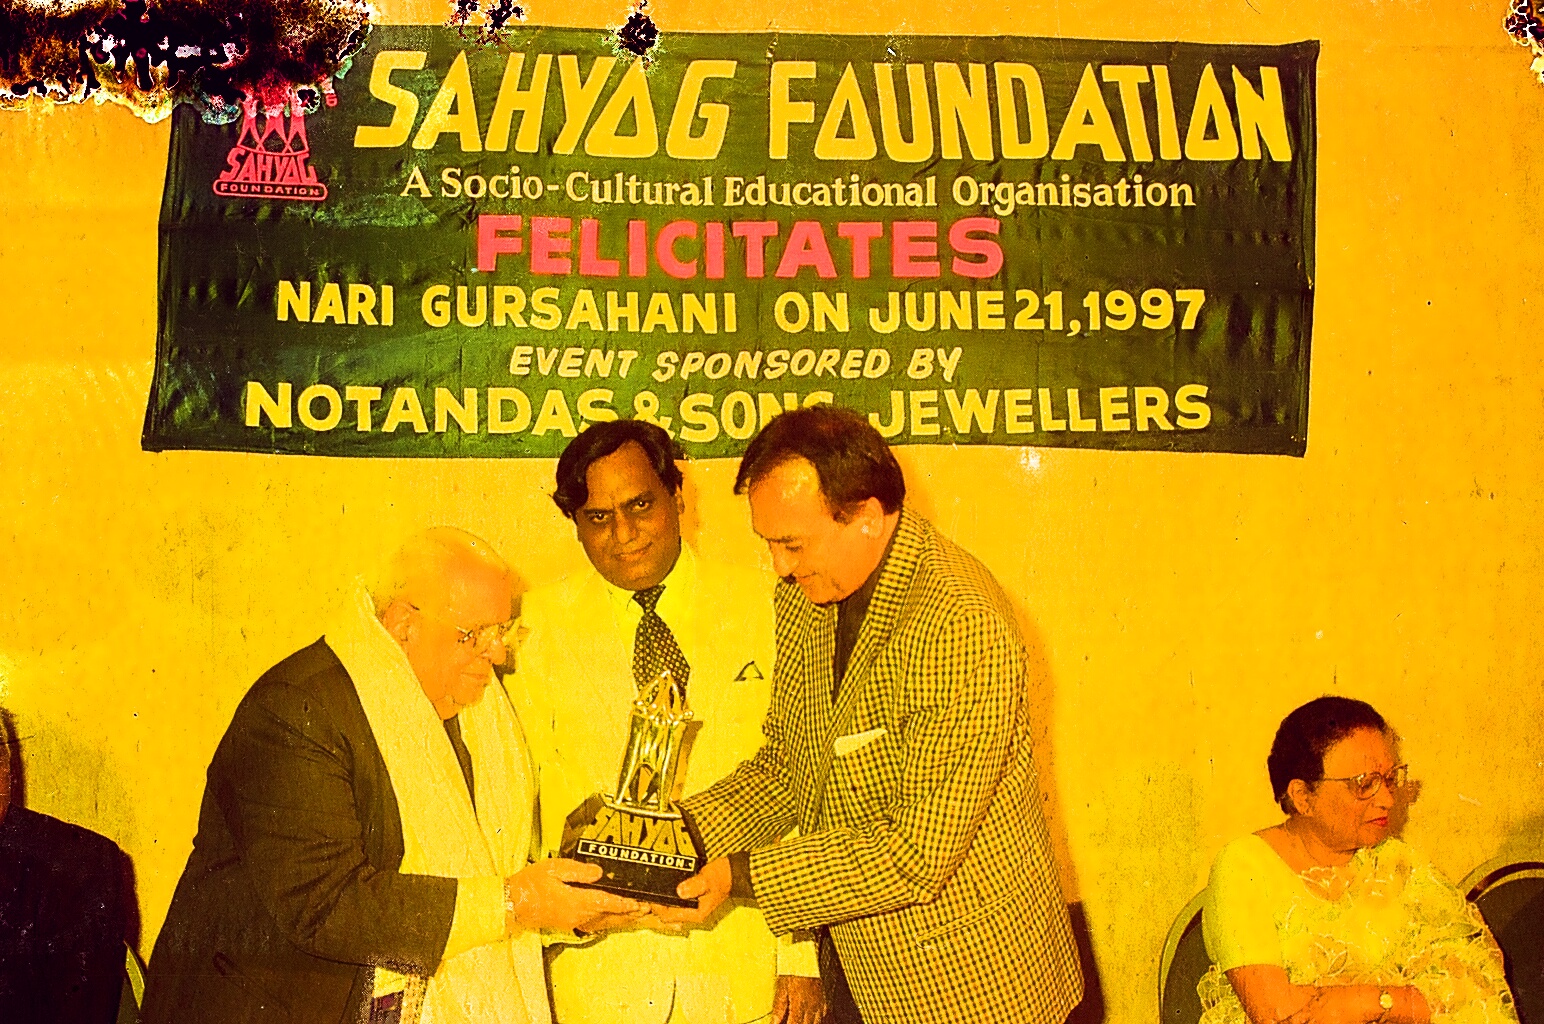 SAHYOG FOUNDATION
SAHYOG
FOUNDATION
A Socio-Cultural Educational Organisation
FELICITATES
NARI GURSAHANI ON JUNE 21, 1997
EVENT SPONSORED BY
NOTANDAS & SONS JEWELLERS
SAHYOG
FOUNDATION